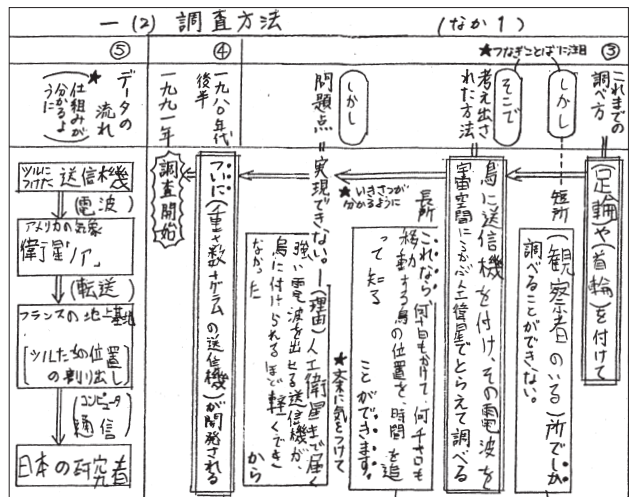 一(2) 調査方法 (なか1)
③
これまでの
調べ方
(足輪)や(首輪)を付けて
★つなぎことばに注目
しかし
短所
(観察者のいる)所でしか
調べることができない。
そこで
考え出さ
れた方法
鳥に送信機を付け、その電波を
宇宙空間にうかぶ人工衛星でとらえて調べる
長所
これなら、何十日もかけて、何千キロも
移動する鳥の位置を、時間を追
って知る
ことができます。
★文末に気をつけて
しかし
★いきさつが
分かるように
問題点
実現できない。―(理由)人工衛星まで届く
強い電波を出せる送信機が、
鳥に付けられるほど軽くでき
なかった
から
④
一九八〇年代
後半
ついに(重さ数十グラムの送信機)が開発される
一九九一年
調査開始
⑤
データの
流れ
★
(仕組みが
分かるよ
うに)
ツルに
つけた 送信機
(電波)
アメリカの気象
衛星「ノア」
(転送)
フランスの地上基地
[ツルたちの位置
の割り出し]
(コンピュータ
通信)
日本の研究者